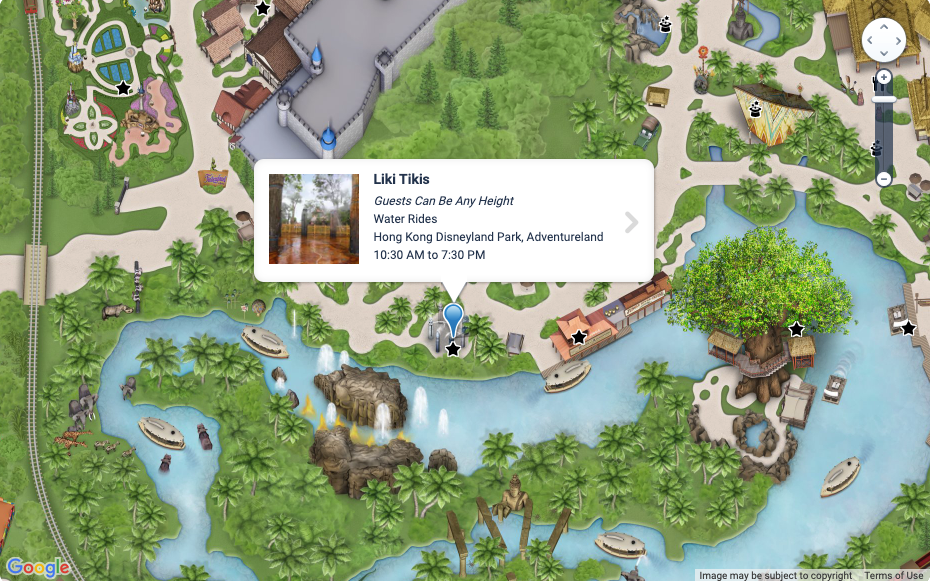 Liki Tikis
Guests Can Be Any Height
Water Rides
Hong Kong Disneyland Park, Adventureland
10:30 AM to 7:30 PM
Google
Image may be subject to copyright
Terms of Use